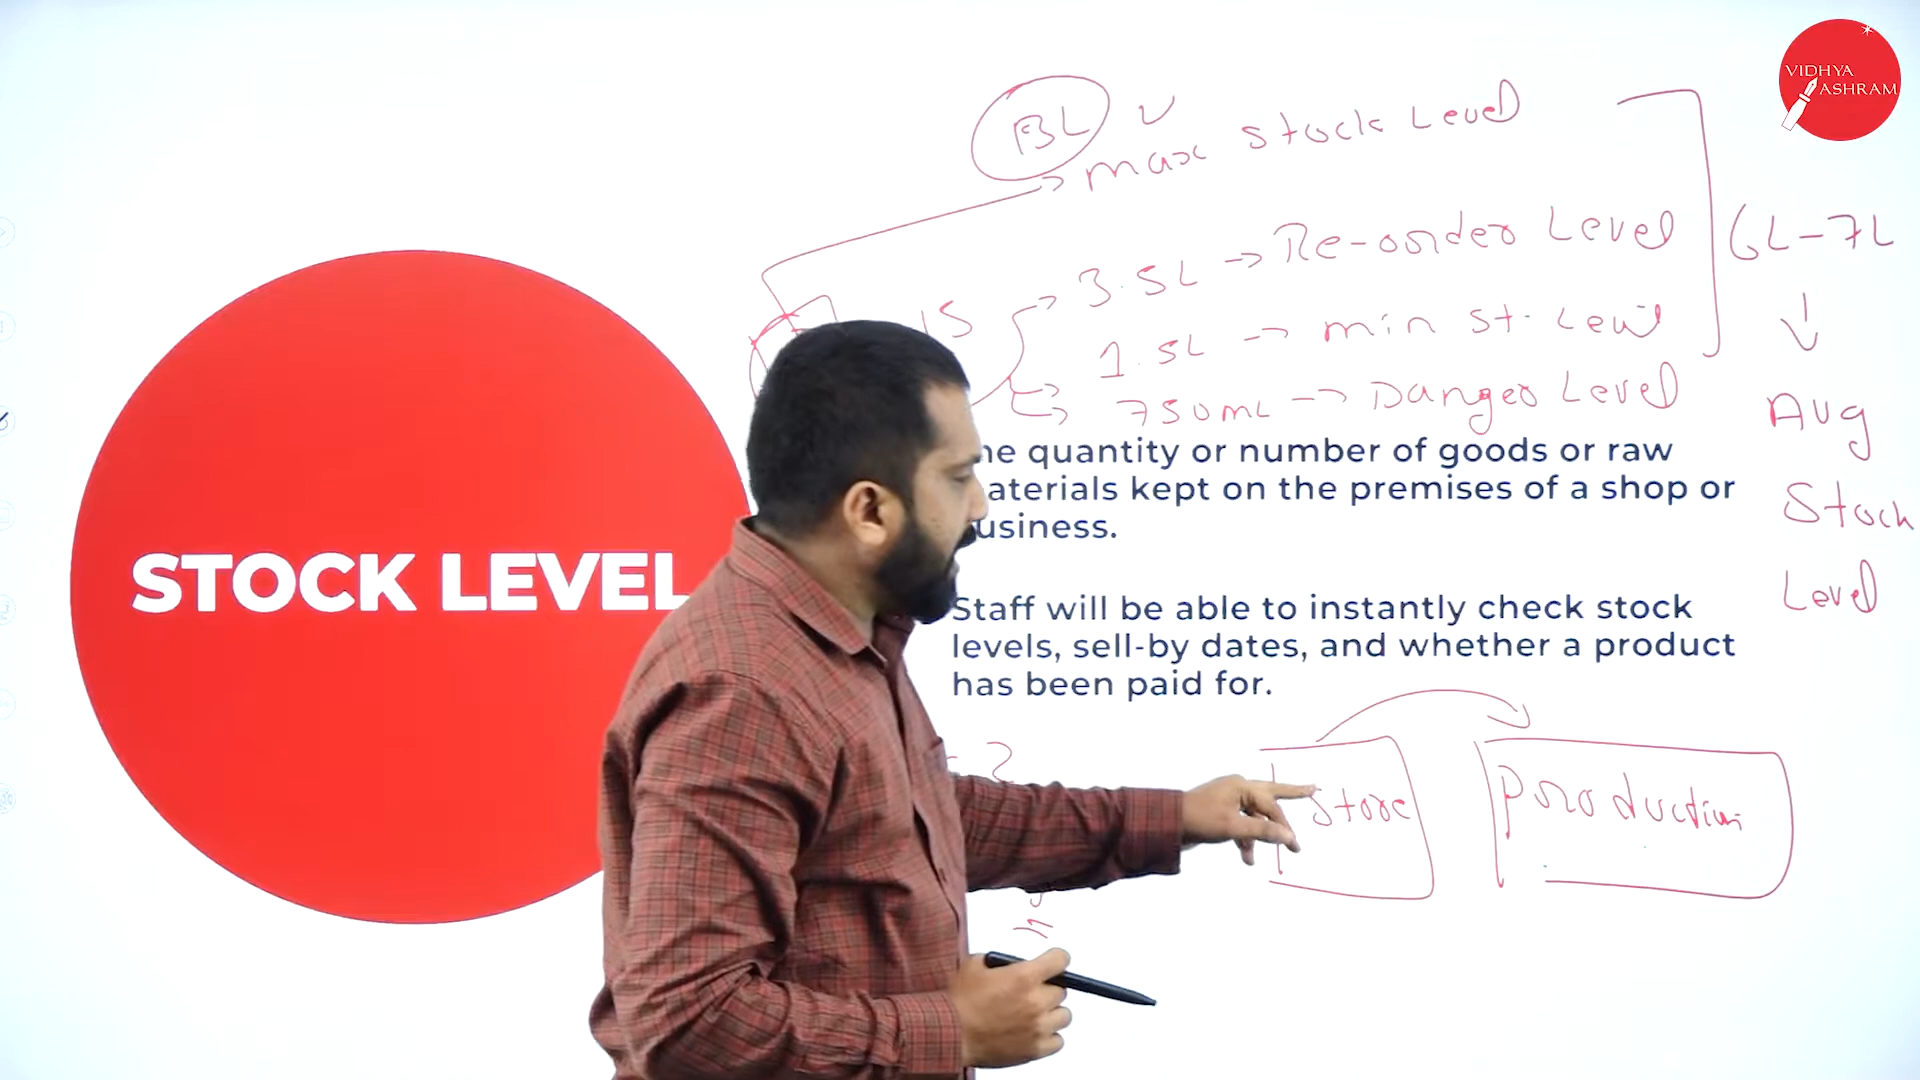 VIDHYA
ASHRAM
max stock Level
3.5L → Re-order Level
6L-7L
15
1.5L → min st. Level
750ML → Danger Level
Avg
Stock
Level
he quantity or number of goods or raw
aterials kept on the premises of a shop or
usiness.
STOCK LEVEL
Staff will be able to instantly check stock
levels, sell-by dates, and whether a product
has been paid for.
2
Store
Production